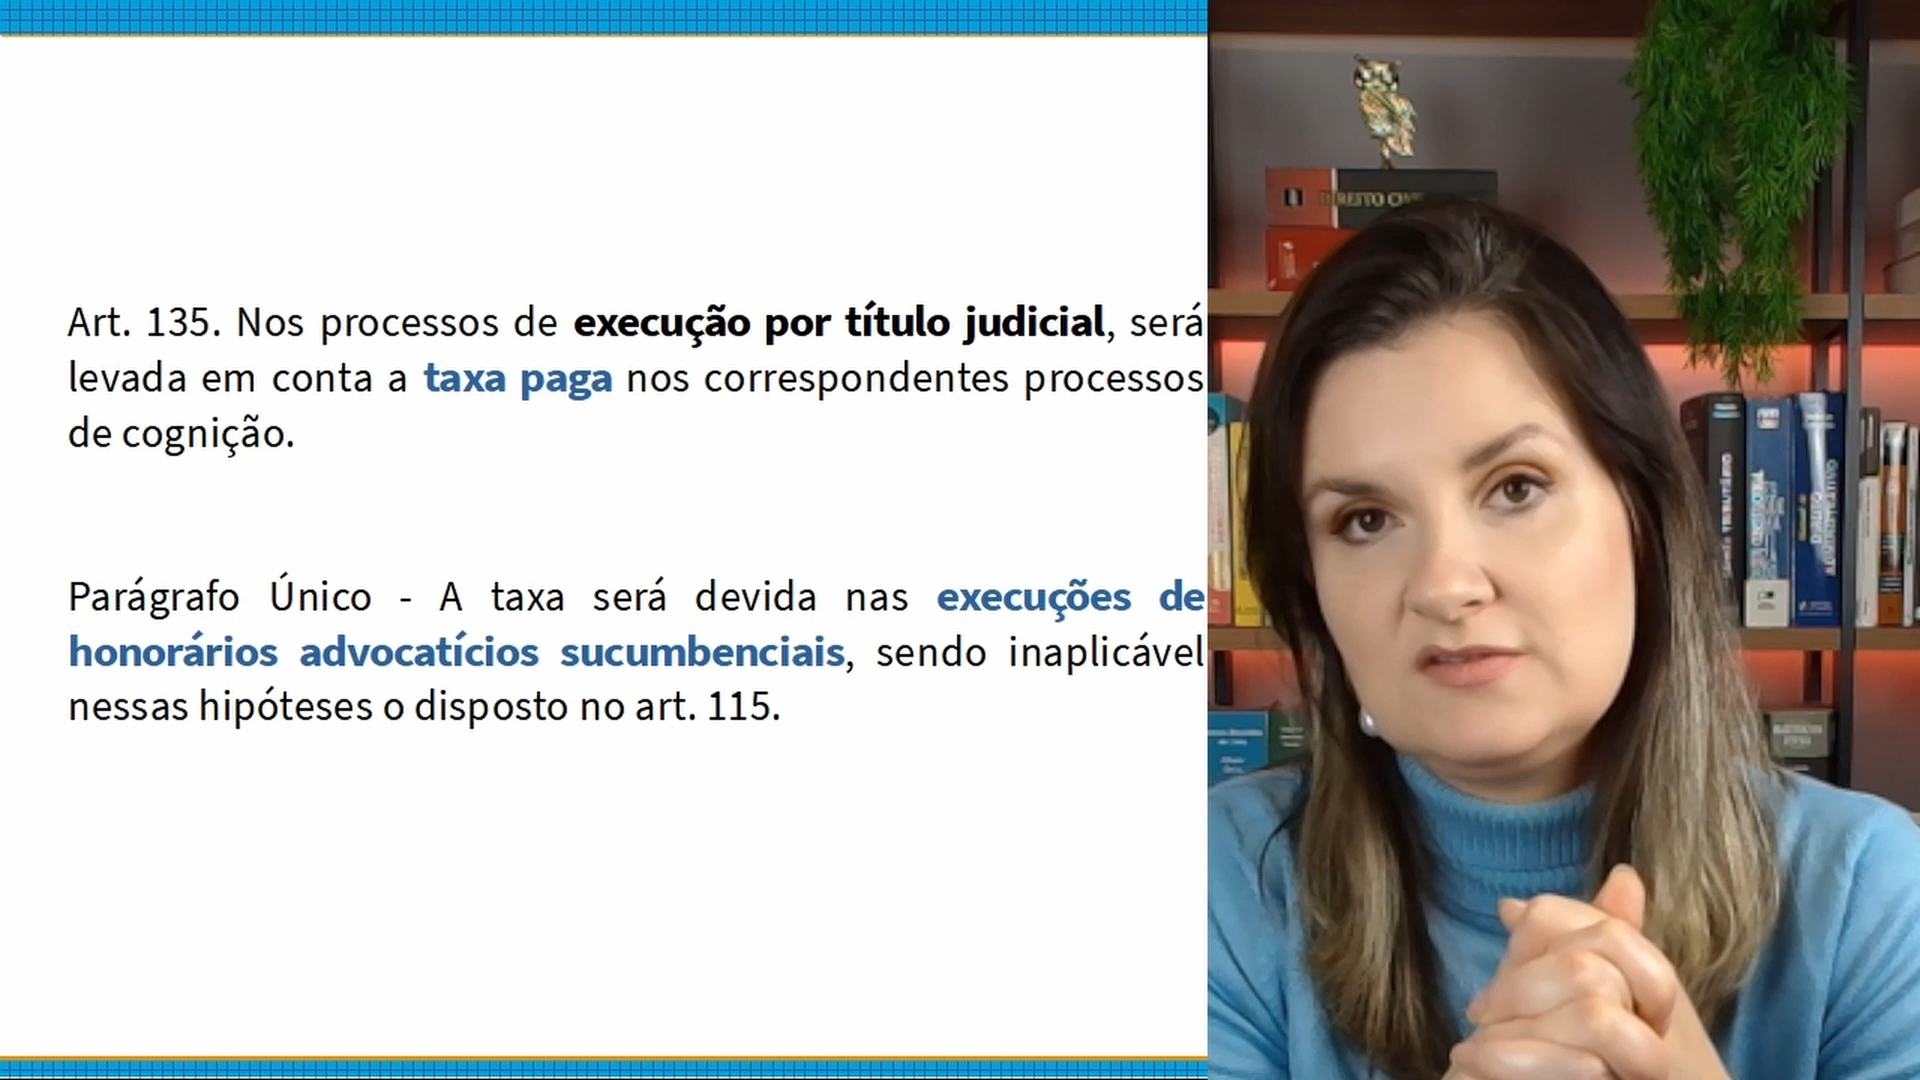 Art. 135. Nos processos de execução por título judicial, será
levada em conta a taxa paga nos correspondentes processos
de cognição.
Parágrafo Único - A taxa será devida nas execuções de
honorários advocatícios sucumbenciais, sendo inaplicável
nessas hipóteses o disposto no art. 115.
DIREITO